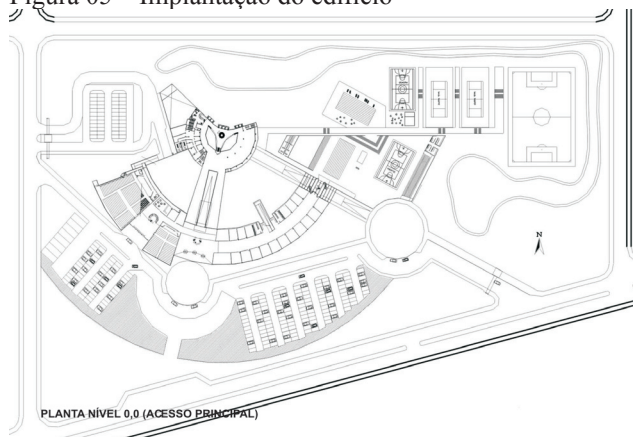 Figura 05 – Implantação do edifício
N
PLANTA NÍVEL 0,0 (ACESSO PRINCIPAL)